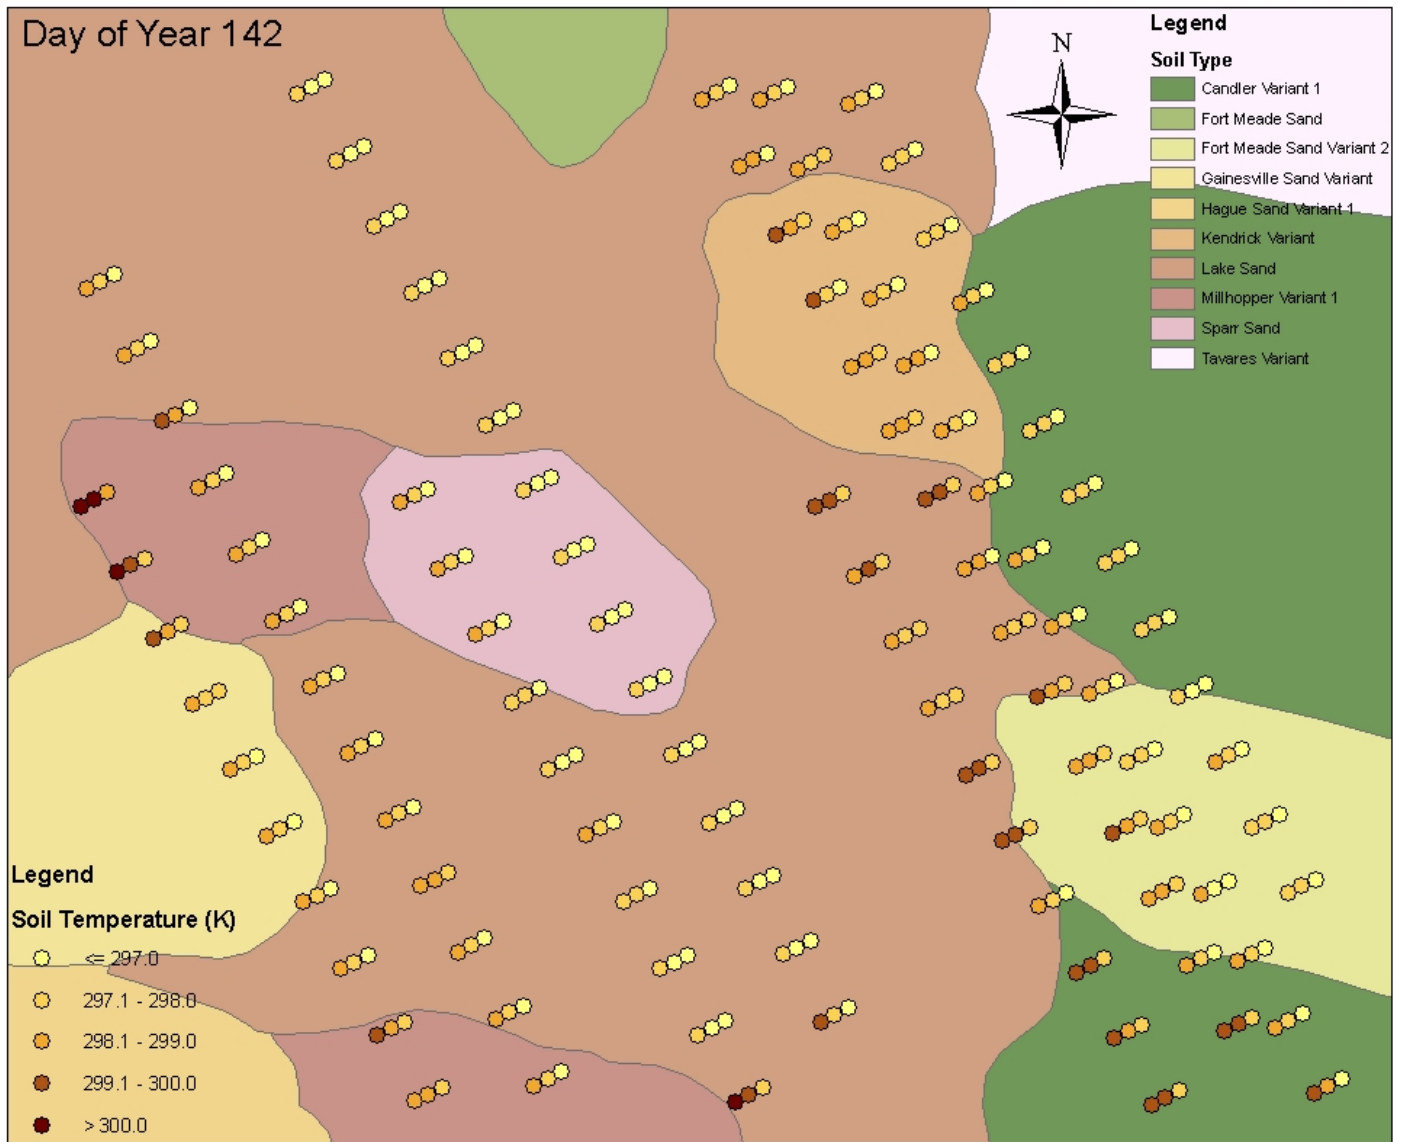 Day of Year 142
N
Legend
Soil Type
Candler Variant 1
Fort Meade Sand
Fort Meade Sand Variant 2
Gainesville Sand Variant
Hague Sand Variant 1
Kendrick Variant
Lake Sand
Millhopper Variant 1
Sparr Sand
Tavares Variant
Legend
Soil Temperature (K)
<= 297.0
297.1 - 298.0
298.1 - 299.0
299.1 - 300.0
> 300.0